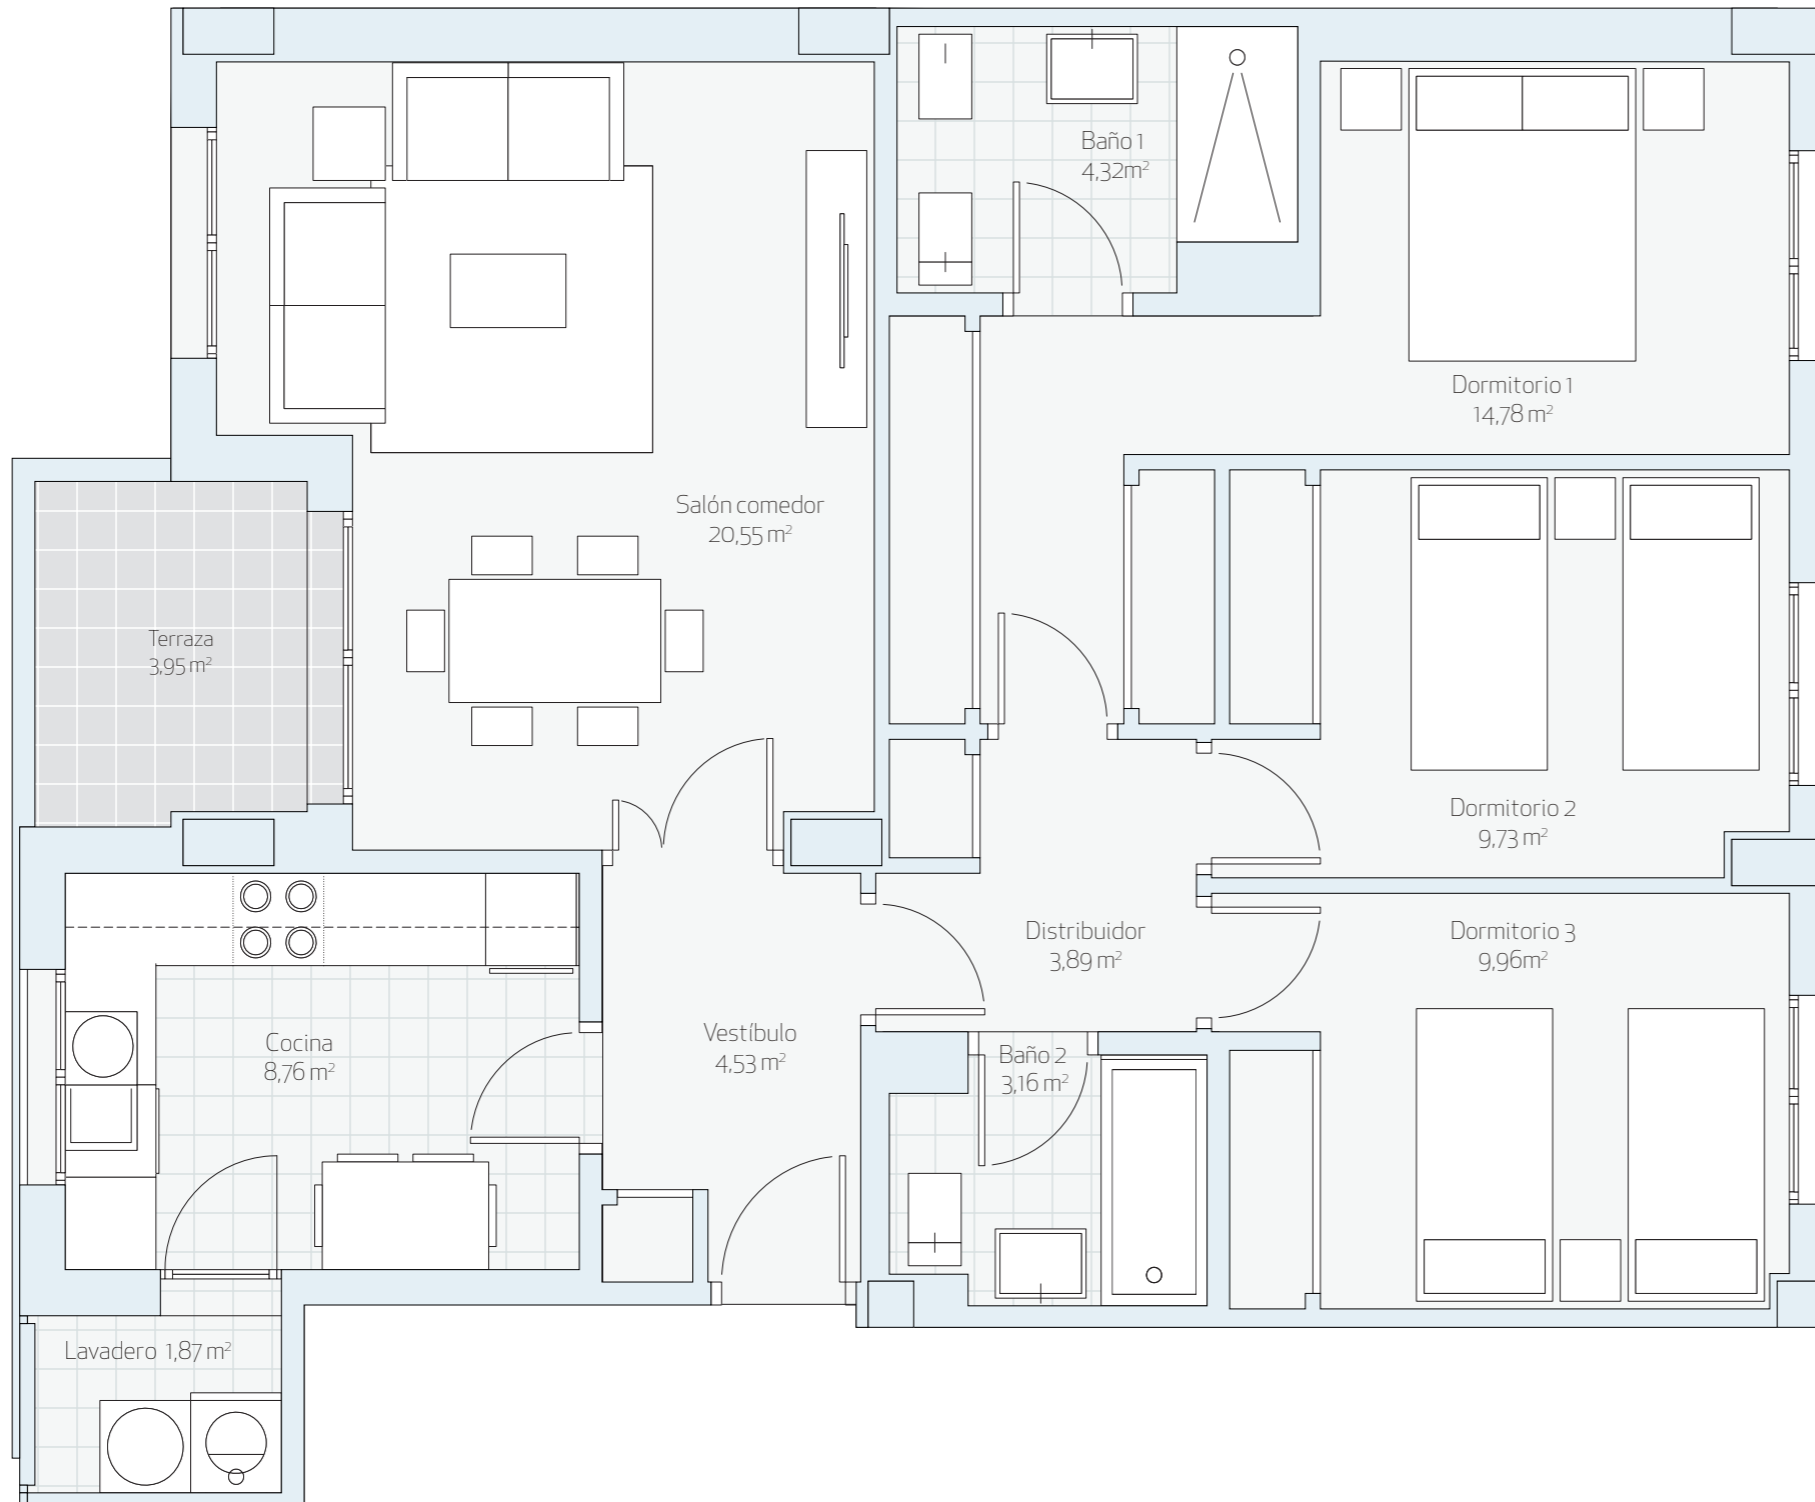 Baño 1
4,32m²
Dormitorio 1
14,78 m²
Salón comedor
20,55 m²
Terraza
3,95 m²
Dormitorio 2
9,73 m²
Distribuidor
3,89 m²
Dormitorio 3
9,96m²
Cocina
8,76 m²
Vestíbulo
4,53 m²
Baño 2
3,16 m²
Lavadero 1,87 m²